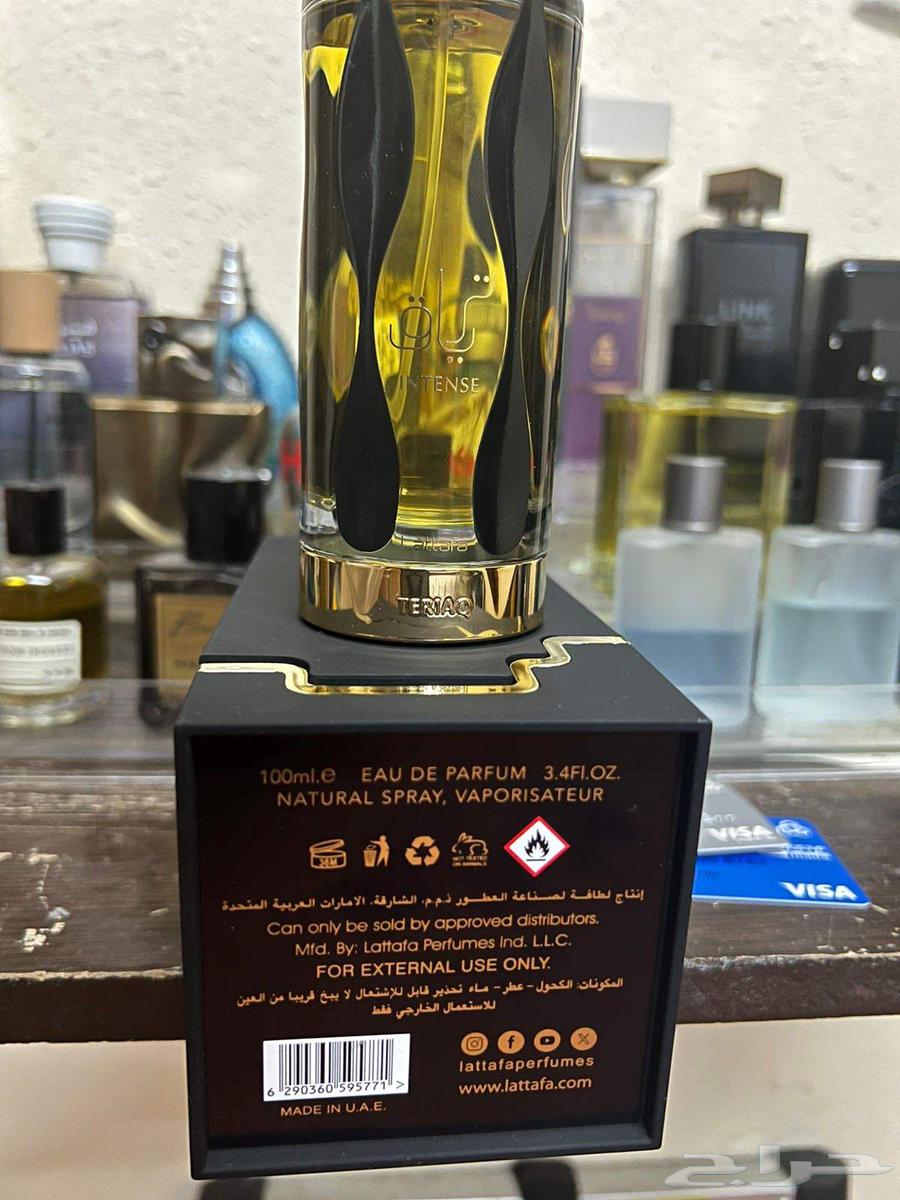 ترياق
INTENSE
Lattafa
TERIAQ
LINK
100ml.e EAU DE PARFUM 3.4Fl.OZ.
NATURAL SPRAY, VAPORISATEUR
36M
NOT TESTED
ON ANIMALS
إنتاج لطافة لصناعة العطور ذ.م.م. الشارقة. الامارات العربية المتحدة
Can only be sold by approved distributors.
Mfd. By: Lattafa Perfumes Ind. L.L.C.
FOR EXTERNAL USE ONLY.
المكونات: الكحول - عطر - ماء تحذير قابل للإشتعال لا يبخ قريبا من العين
للاستعمال الخارجي فقط
6 290360 595771 >
MADE IN U.A.E.
lattafaperfumes
www.lattafa.com
VISA
VISA
حراج